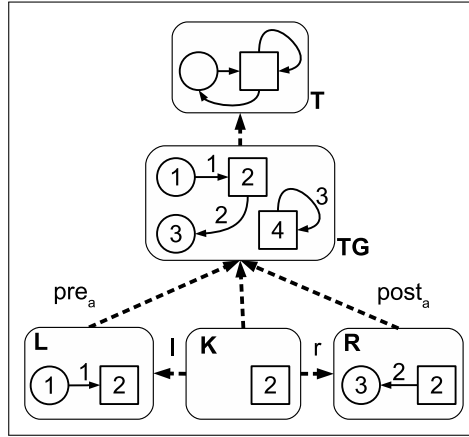 T
1 1 2
3 2 4 3
TG
pre_a post_a
L l K r R
1 1 2 2 3 2 2